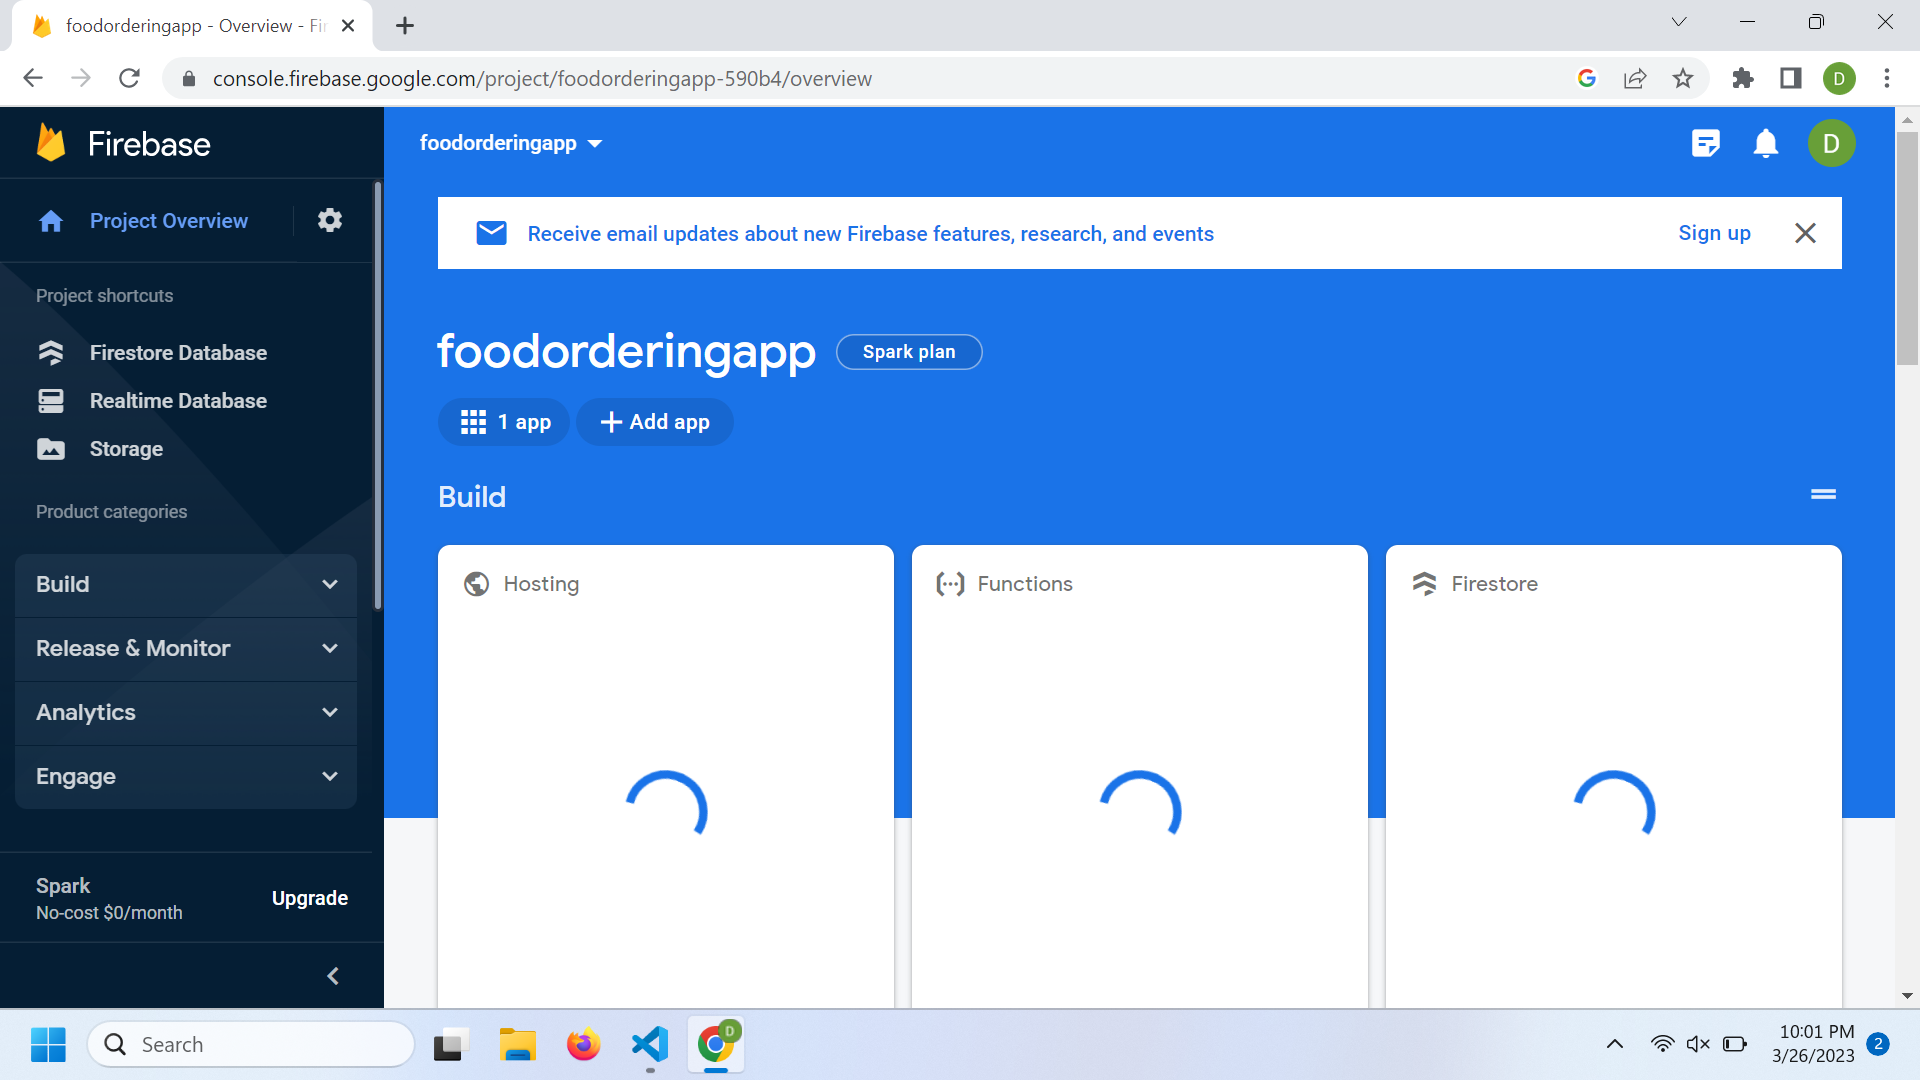 foodorderingapp - Overview - Fir
console.firebase.google.com/project/foodorderingapp-590b4/overview
D
Firebase
foodorderingapp
D
Project Overview
Receive email updates about new Firebase features, research, and events
Sign up
Project shortcuts
Firestore Database
Realtime Database
Storage
foodorderingapp
Spark plan
1 app
Add app
Product categories
Build
Release & Monitor
Analytics
Engage
Build
Hosting
Functions
Firestore
Spark
No-cost $0/month
Upgrade
Search
D
10:01 PM
3/26/2023
2